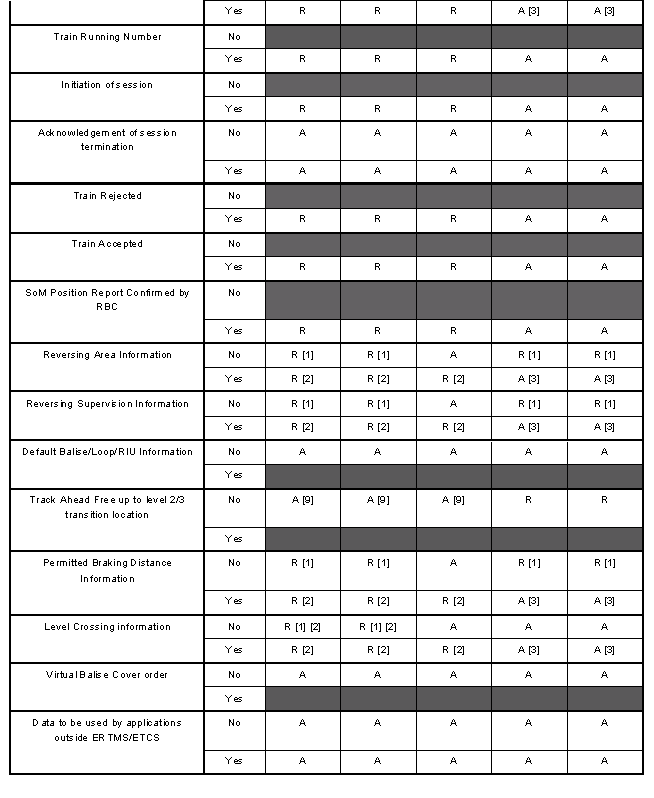 Yes R R R A [3] A [3]
Train Running Number No
Yes R R R A A
Initiation of session No
Yes R R R A A
Acknowledgement of session No A A A A A
termination
Yes A A A A A
Train Rejected No
Yes R R R A A
Train Accepted No
Yes R R R A A
SoM Position Report Confirmed by No
RBC
Yes R R R A A
Reversing Area Information No R [1] R [1] A R [1] R [1]
Yes R [2] R [2] R [2] A [3] A [3]
Reversing Supervision Information No R [1] R [1] A R [1] R [1]
Yes R [2] R [2] R [2] A [3] A [3]
Default Balise/Loop/RIU Information No A A A A A
Yes
Track Ahead Free up to level 2/3 No A [9] A [9] A [9] R R
transition location
Yes
Permitted Braking Distance No R [1] R [1] A R [1] R [1]
Information
Yes R [2] R [2] R [2] A [3] A [3]
Level Crossing information No R [1] [2] R [1] [2] A A A
Yes R [2] R [2] R [2] A [3] A [3]
Virtual Balise Cover order No A A A A A
Yes
Data to be used by applications No A A A A A
outside ERTMS/ETCS
Yes A A A A A